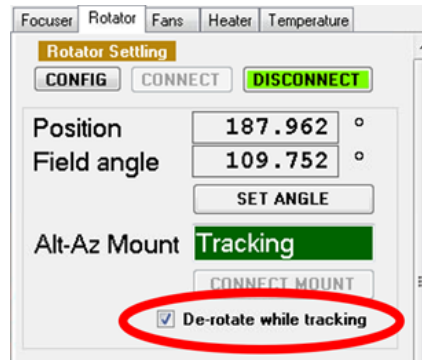 Focuser Rotator Fans Heater Temperature
Rotator Settling
CONFIG CONNECT DISCONNECT
Position 187.962 °
Field angle 109.752 °
SET ANGLE
Alt-Az Mount Tracking
CONNECT MOUNT
De-rotate while tracking